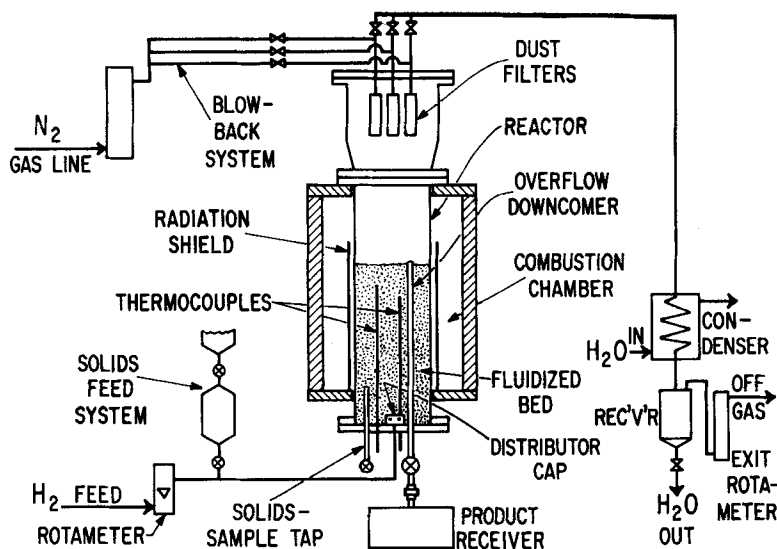 DUST
FILTERS
BLOW-
BACK
SYSTEM
N2
GAS LINE
REACTOR
OVERFLOW
DOWNCOMER
RADIATION
SHIELD
COMBUSTION
CHAMBER
THERMOCOUPLES
IN
H2O
CON-
DENSER
SOLIDS
FEED
SYSTEM
FLUIDIZED
BED
REC'V'R
OFF
GAS
DISTRIBUTOR
CAP
H2 FEED
ROTAMETER
SOLIDS-
SAMPLE TAP
PRODUCT
RECEIVER
H2O
OUT
EXIT
ROTA-
METER